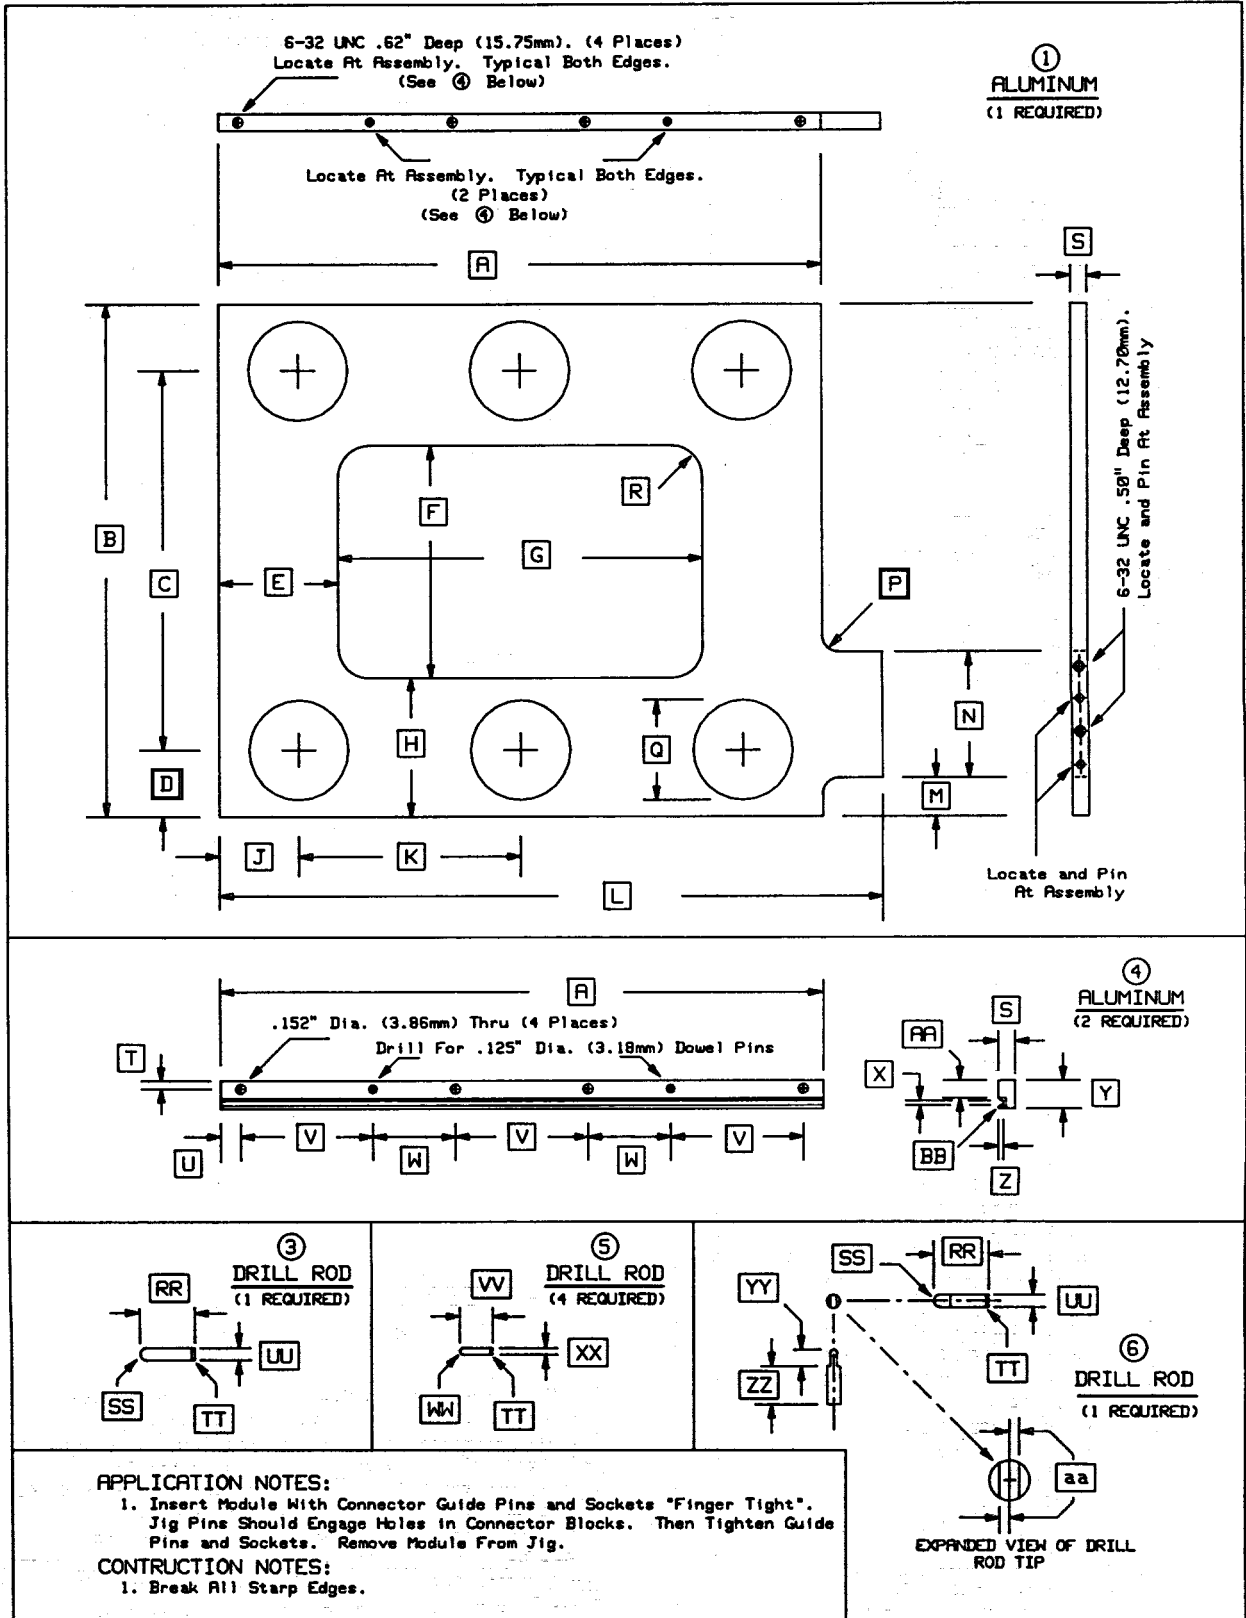 6-32 UNC .62" Deep (15.75mm). (4 Places)
Locate At Assembly. Typical Both Edges.
(See ④ Below)
①
ALUMINUM
(1 REQUIRED)
Locate At Assembly. Typical Both Edges.
(2 Places)
(See ④ Below)
A
S
6-32 UNC .50" Deep (12.70mm).
Locate and Pin At Assembly
R
F
B
G
C
E
P
N
H
Q
D
M
J
K
L
Locate and Pin
At Assembly
A
④
ALUMINUM
(2 REQUIRED)
S
.152" Dia. (3.86mm) Thru (4 Places)
AA
Drill For .125" Dia. (3.18mm) Dowel Pins
T
X
Y
V
V
V
U
W
W
BB
Z
③
DRILL ROD
(1 REQUIRED)
RR
UU
SS
TT
⑤
DRILL ROD
(4 REQUIRED)
VV
XX
WW
TT
SS
RR
YY
UU
TT
ZZ
⑥
DRILL ROD
(1 REQUIRED)
aa
EXPANDED VIEW OF DRILL
ROD TIP
APPLICATION NOTES:
1. Insert Module With Connector Guide Pins and Sockets "Finger Tight".
Jig Pins Should Engage Holes in Connector Blocks. Then Tighten Guide
Pins and Sockets. Remove Module From Jig.
CONTRUCTION NOTES:
1. Break All Starp Edges.